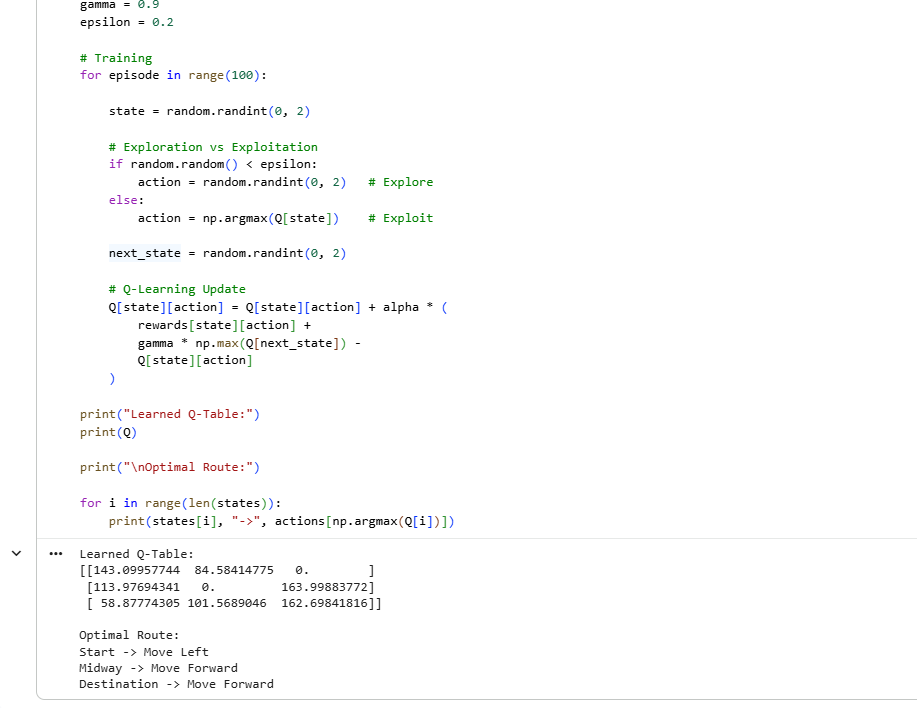 gamma = 0.9
epsilon = 0.2
# Training
for episode in range(100):
    state = random.randint(0, 2)
    # Exploration vs Exploitation
    if random.random() < epsilon:
        action = random.randint(0, 2)   # Explore
    else:
        action = np.argmax(Q[state])    # Exploit
    next_state = random.randint(0, 2)
    # Q-Learning Update
    Q[state][action] = Q[state][action] + alpha * (
        rewards[state][action] +
        gamma * np.max(Q[next_state]) -
        Q[state][action]
    )
print("Learned Q-Table:")
print(Q)
print("\nOptimal Route:")
for i in range(len(states)):
    print(states[i], "->", actions[np.argmax(Q[i])])
Learned Q-Table:
[[143.09957744  84.58414775   0.        ]
 [113.97694341   0.         163.99883772]
 [ 58.87774305 101.5689046  162.69841816]]
Optimal Route:
Start -> Move Left
Midway -> Move Forward
Destination -> Move Forward